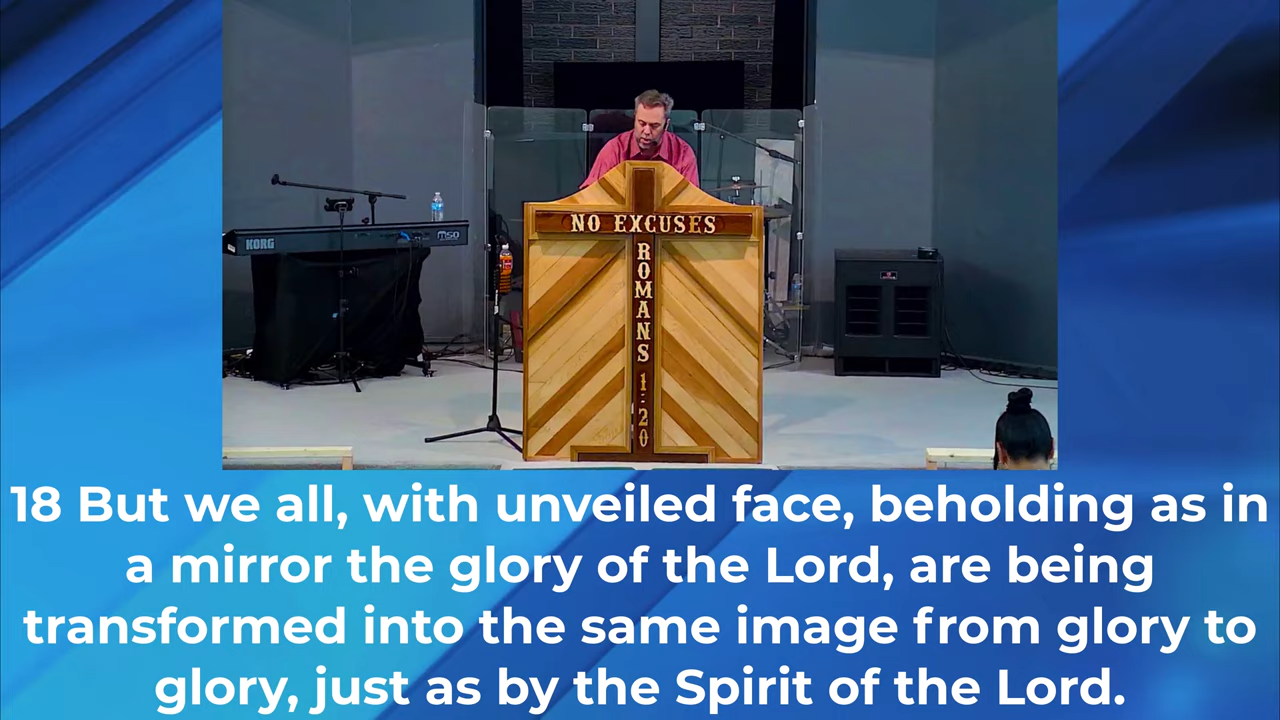 NO EXCUSES
ROMANS 1:20
KORG
M50
18 But we all, with unveiled face, beholding as in
a mirror the glory of the Lord, are being
transformed into the same image from glory to
glory, just as by the Spirit of the Lord.